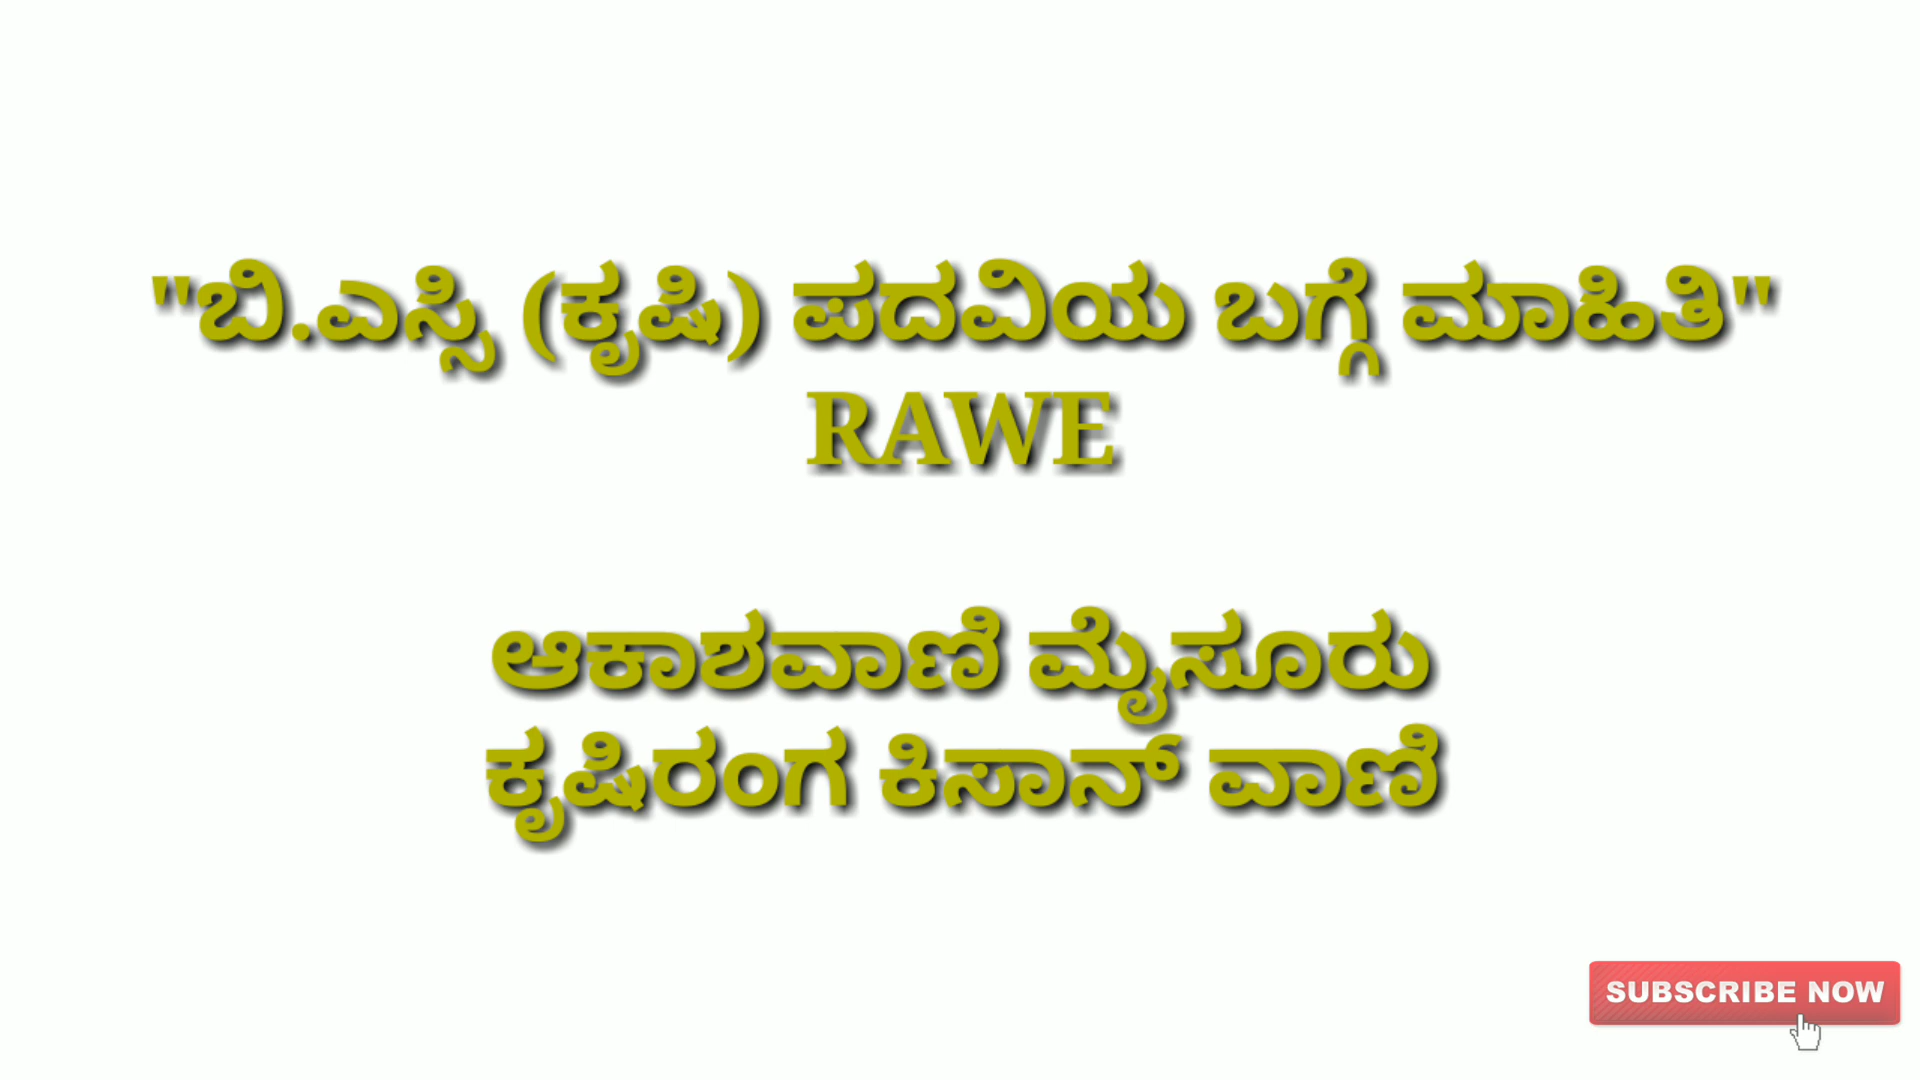 "ಬಿ.ಎಸ್ಸಿ (ಕೃಷಿ) ಪದವಿಯ ಬಗ್ಗೆ ಮಾಹಿತಿ"
RAWE
ಆಕಾಶವಾಣಿ ಮೈಸೂರು
ಕೃಷಿರಂಗ ಕಿಸಾನ್ ವಾಣಿ
SUBSCRIBE NOW